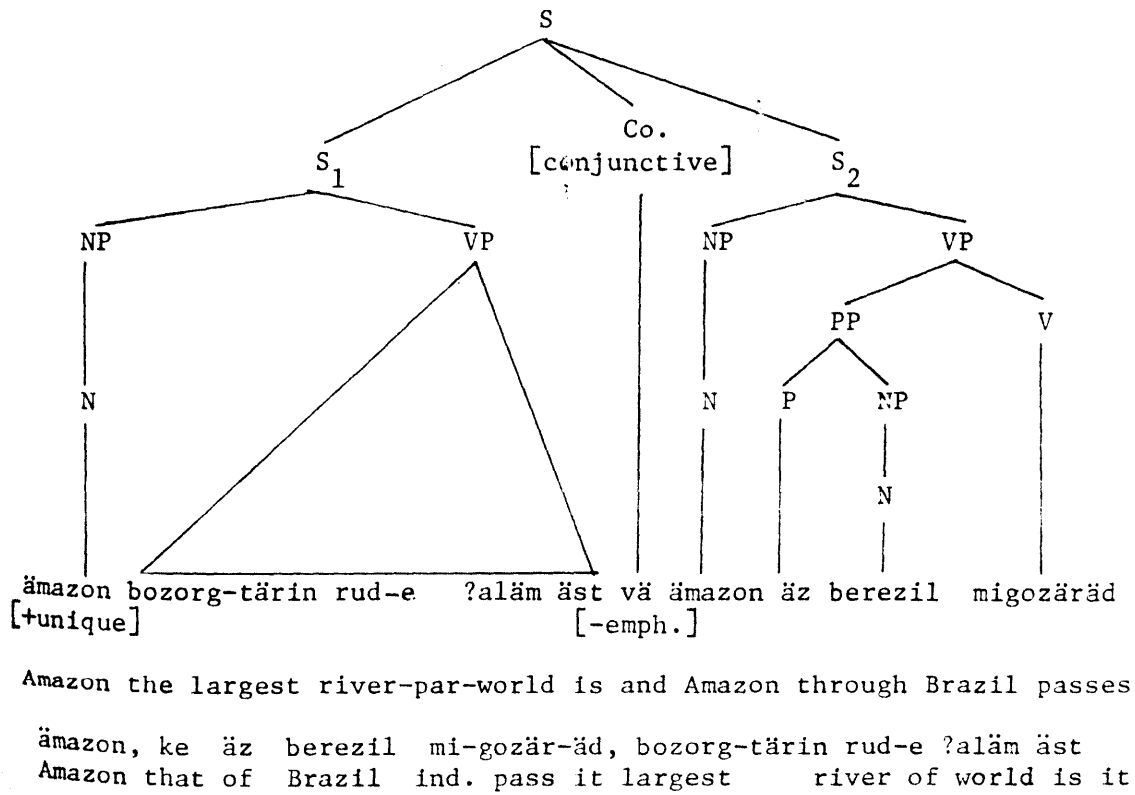 S
Co.
S1 [conjunctive] S2
NP VP NP VP
PP V
N N P NP
N
ämazon bozorg-tärin rud-e ?aläm äst vä ämazon äz berezil migozäräd
[+unique] [-emph.]
Amazon the largest river-par-world is and Amazon through Brazil passes
ämazon, ke äz berezil mi-gozär-äd, bozorg-tärin rud-e ?aläm äst
Amazon that of Brazil ind. pass it largest river of world is it